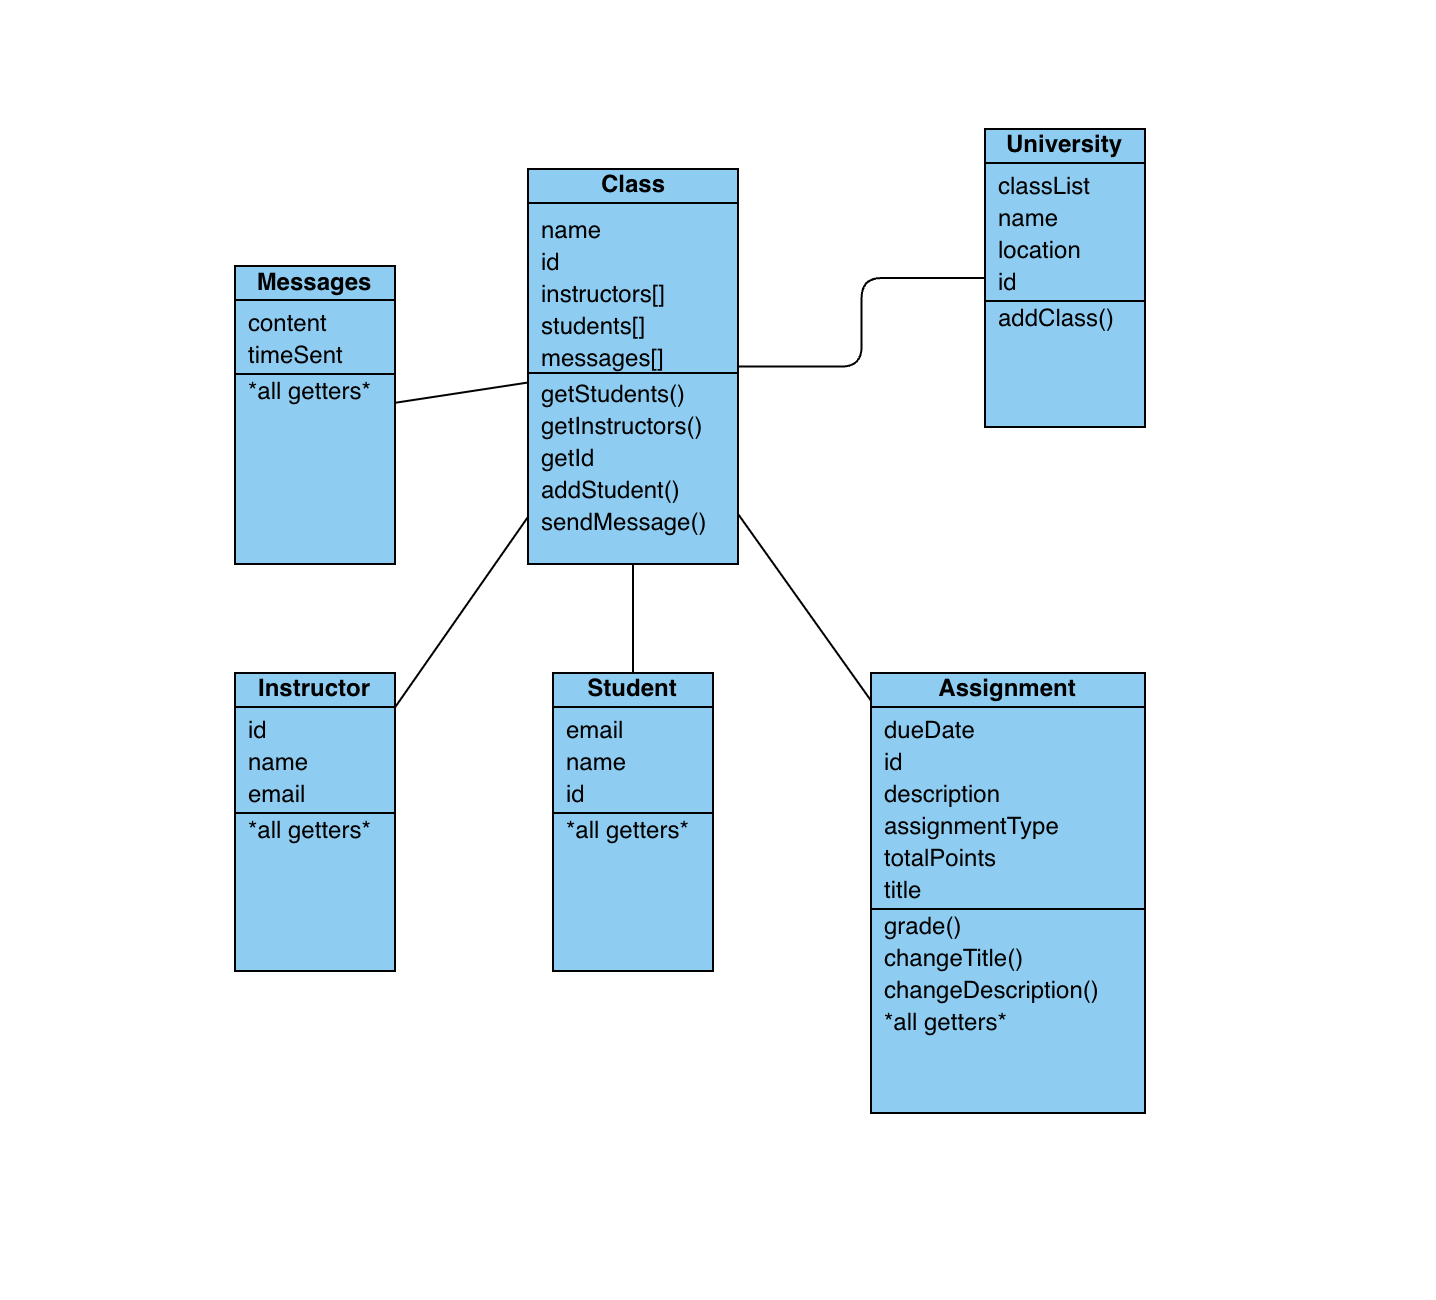 University
classList
name
location
id
addClass()
Class
name
id
instructors[]
students[]
messages[]
getStudents()
getInstructors()
getId
addStudent()
sendMessage()
Messages
content
timeSent
*all getters*
Instructor
id
name
email
*all getters*
Student
email
name
id
*all getters*
Assignment
dueDate
id
description
assignmentType
totalPoints
title
grade()
changeTitle()
changeDescription()
*all getters*